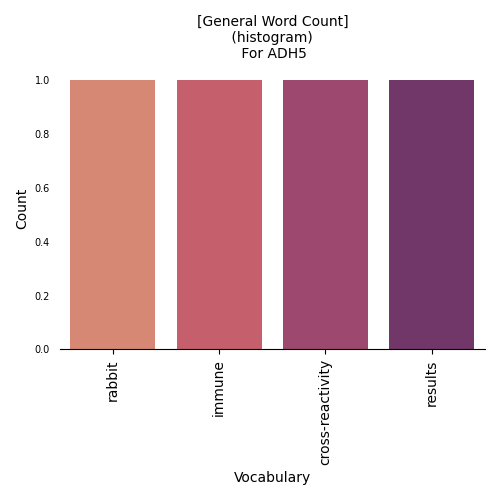 [General Word Count]
(histogram)
For ADH5
1.0
0.8
0.6
0.4
0.2
0.0
Count
rabbit
immune
cross-reactivity
results
Vocabulary